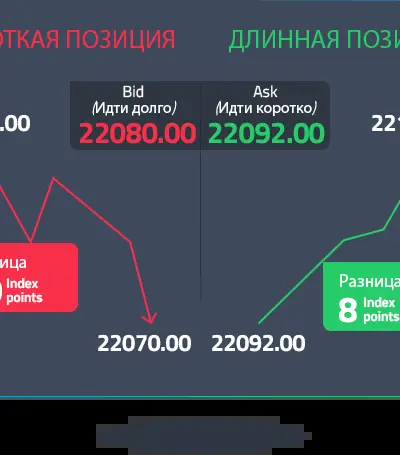 ОТКАЯ ПОЗИЦИЯ
ДЛИННАЯ ПОЗИ
Bid
(Идти долго)
22080.00
Ask
(Идти коротко)
22092.00
.00
221
ица
Index
points
Разница
8 Index
points
22070.00
22092.00